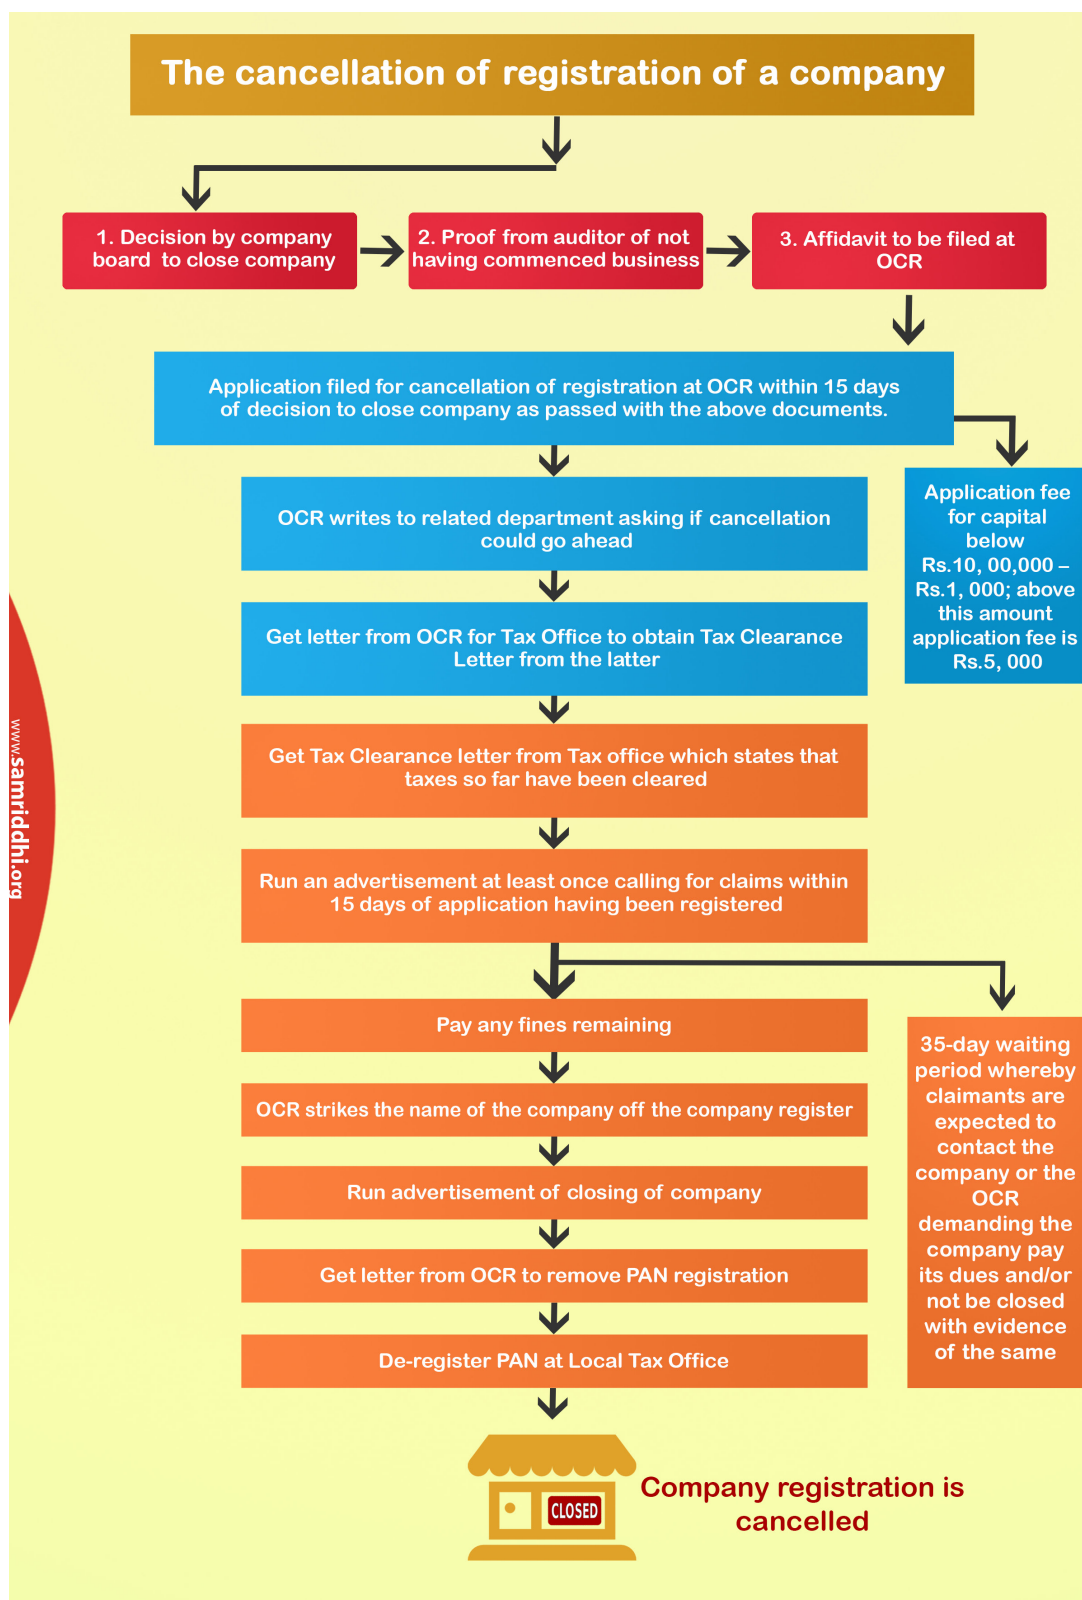 The cancellation of registration of a company
1. Decision by company
board to close company
2. Proof from auditor of not
having commenced business
3. Affidavit to be filed at
OCR
Application filed for cancellation of registration at OCR within 15 days
of decision to close company as passed with the above documents.
Application fee
for capital
below
Rs.10, 00,000 –
Rs.1, 000; above
this amount
application fee is
Rs.5, 000
OCR writes to related department asking if cancellation
could go ahead
Get letter from OCR for Tax Office to obtain Tax Clearance
Letter from the latter
Get Tax Clearance letter from Tax office which states that
taxes so far have been cleared
Run an advertisement at least once calling for claims within
15 days of application having been registered
Pay any fines remaining
35-day waiting
period whereby
claimants are
expected to
contact the
company or the
OCR
demanding the
company pay
its dues and/or
not be closed
with evidence
of the same
OCR strikes the name of the company off the company register
Run advertisement of closing of company
Get letter from OCR to remove PAN registration
De-register PAN at Local Tax Office
CLOSED
Company registration is
cancelled
www.samriddhi.org